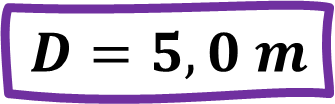 D = 5,0 m